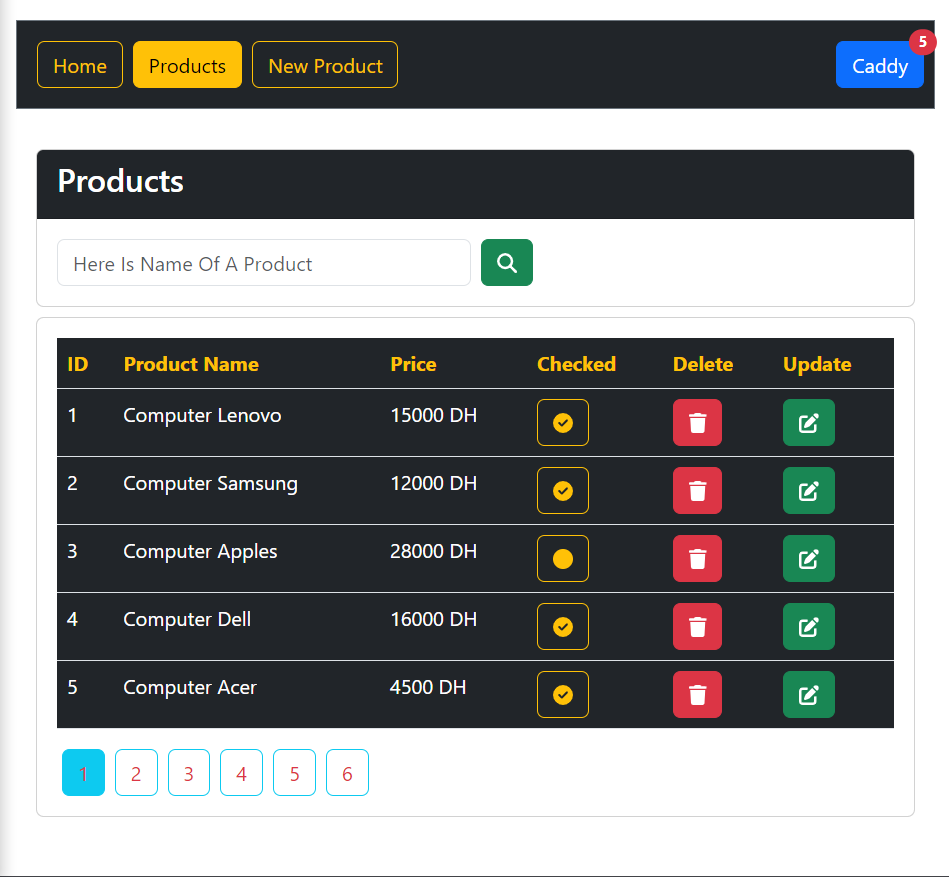 Home Products New Product Caddy 5
Products
Here Is Name Of A Product
ID Product Name Price Checked Delete Update
1 Computer Lenovo 15000 DH
2 Computer Samsung 12000 DH
3 Computer Apples 28000 DH
4 Computer Dell 16000 DH
5 Computer Acer 4500 DH
1 2 3 4 5 6